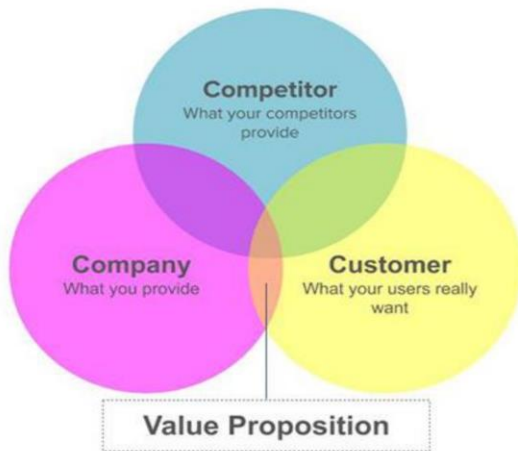 Competitor
What your competitors
provide
Company
What you provide
Customer
What your users really
want
Value Proposition